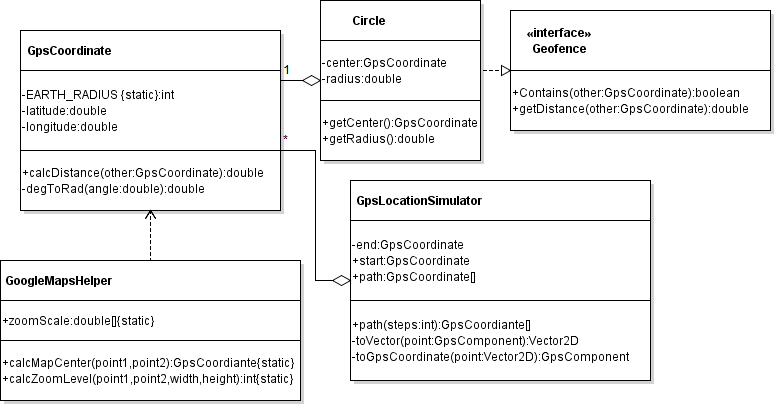 GpsCoordinate
-EARTH_RADIUS {static}:int
-latitude:double
-longitude:double
+calcDistance(other:GpsCoordinate):double
-degToRad(angle:double):double
1
*
Circle
-center:GpsCoordinate
-radius:double
+getCenter():GpsCoordinate
+getRadius():double
«interface»
Geofence
+Contains(other:GpsCoordinate):boolean
+getDistance(other:GpsCoordinate):double
GpsLocationSimulator
-end:GpsCoordinate
+start:GpsCoordinate
+path:GpsCoordinate[]
+path(steps:int):GpsCoordiante[]
-toVector(point:GpsComponent):Vector2D
-toGpsCoordinate(point:Vector2D):GpsComponent
GoogleMapsHelper
+zoomScale:double[]{static}
+calcMapCenter(point1,point2):GpsCoordiante{static}
+calcZoomLevel(point1,point2,width,height):int{static}